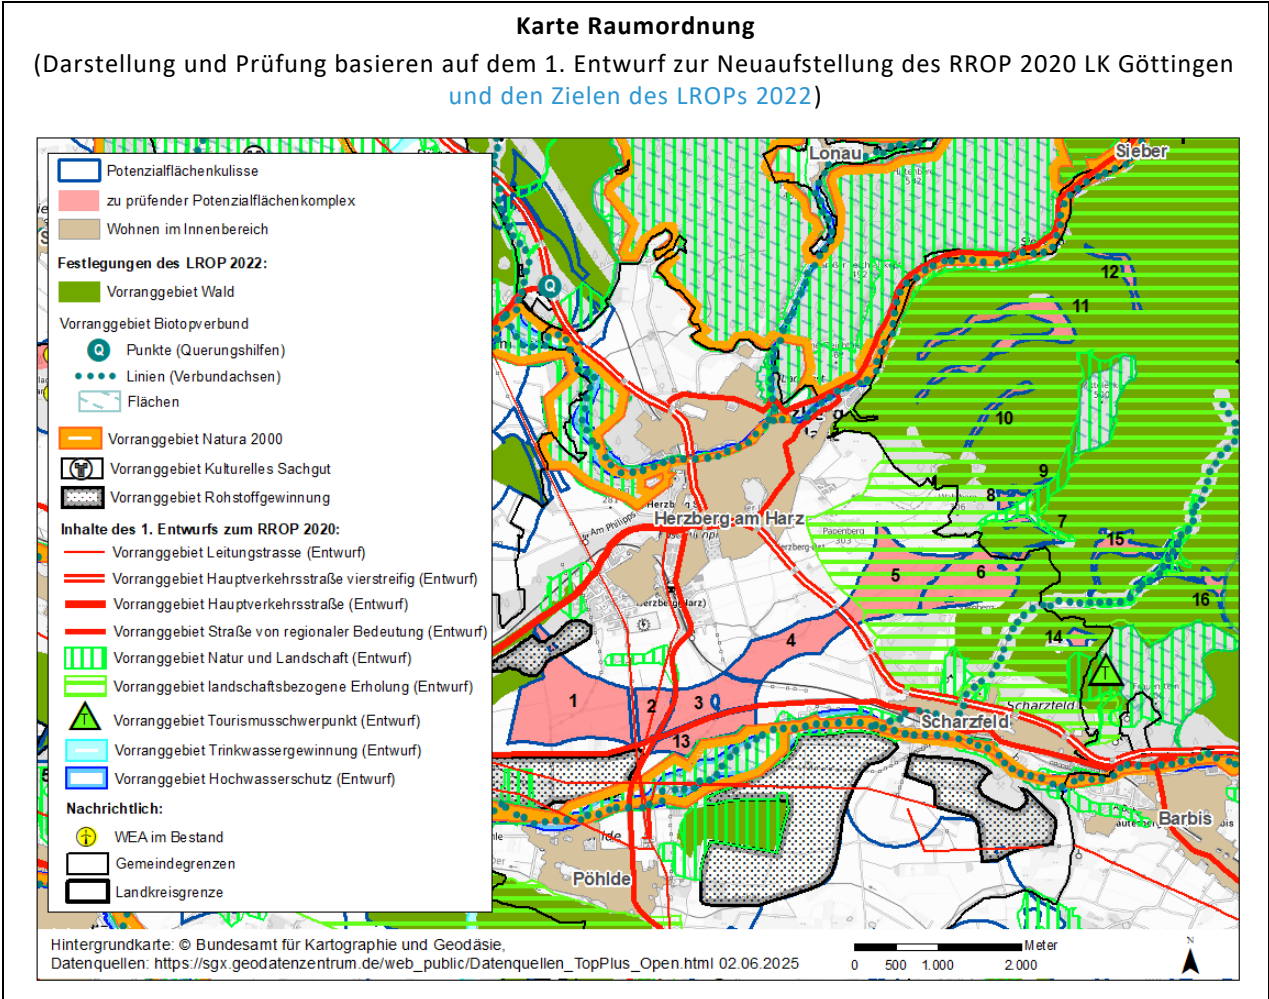 Karte Raumordnung
(Darstellung und Prüfung basieren auf dem 1. Entwurf zur Neuaufstellung des RROP 2020 LK Göttingen
und den Zielen des LROPs 2022)
Potenzialflächenkulisse
zu prüfender Potenzialflächenkomplex
Wohnen im Innenbereich
Festlegungen des LROP 2022:
Vorranggebiet Wald
Vorranggebiet Biotopverbund
Q Punkte (Querungshilfen)
Linien (Verbundachsen)
Flächen
Vorranggebiet Natura 2000
Vorranggebiet Kulturelles Sachgut
Vorranggebiet Rohstoffgewinnung
Inhalte des 1. Entwurfs zum RROP 2020:
Vorranggebiet Leitungstrasse (Entwurf)
Vorranggebiet Hauptverkehrsstraße vierstreifig (Entwurf)
Vorranggebiet Hauptverkehrsstraße (Entwurf)
Vorranggebiet Straße von regionaler Bedeutung (Entwurf)
Vorranggebiet Natur und Landschaft (Entwurf)
Vorranggebiet landschaftsbezogene Erholung (Entwurf)
T Vorranggebiet Tourismusschwerpunkt (Entwurf)
Vorranggebiet Trinkwassergewinnung (Entwurf)
Vorranggebiet Hochwasserschutz (Entwurf)
Nachrichtlich:
WEA im Bestand
Gemeindegrenzen
Landkreisgrenze
Lonau
Sieber
12
11
Q
10
9
8
7
Herzberg am Harz
Am Philipps
Papenberg
303
15
5
6
16
4
14
T
1
2
3
13
Scharzfeld
Scharzfeld
Barbis
Pöhlde
Hintergrundkarte: © Bundesamt für Kartographie und Geodäsie,
Datenquellen: https://sgx.geodatenzentrum.de/web_public/Datenquellen_TopPlus_Open.html 02.06.2025
Meter
0 500 1.000 2.000
N